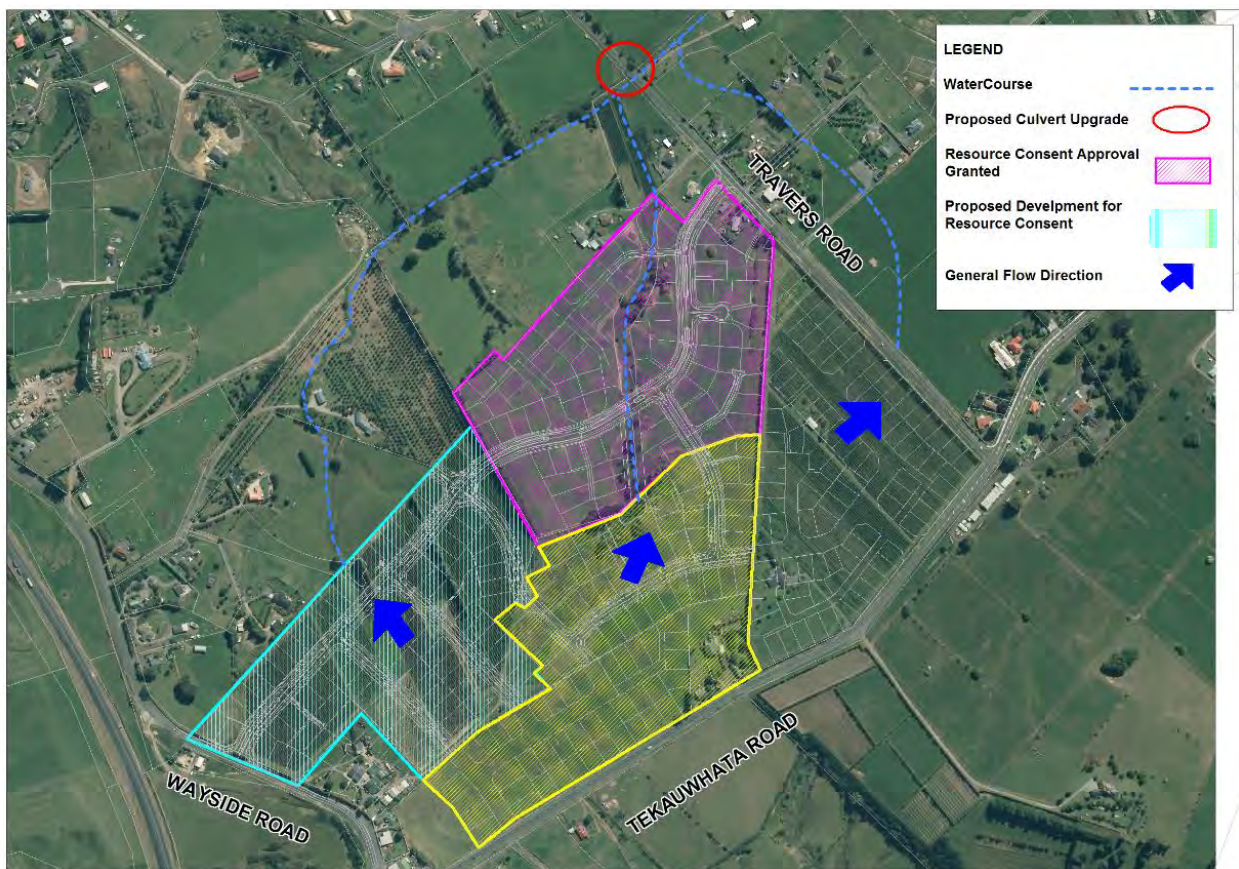 LEGEND
WaterCourse
Proposed Culvert Upgrade
Resource Consent Approval
Granted
Proposed Develpment for
Resource Consent
General Flow Direction
TRAVERS ROAD
TEKAUWHATA ROAD
WAYSIDE ROAD